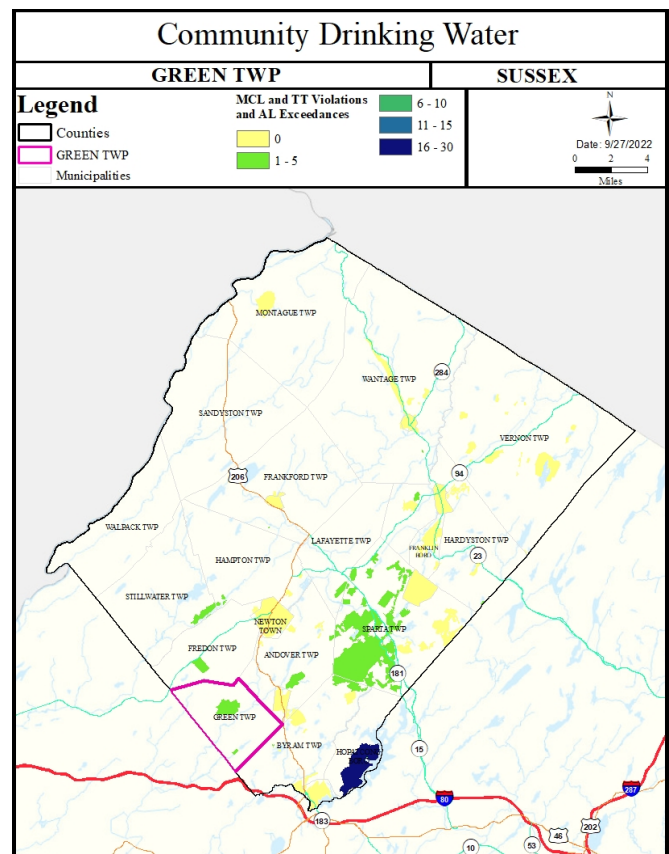 Community Drinking Water
GREEN TWP
SUSSEX
Legend
Counties
GREEN TWP
Municipalities
MCL and TT Violations
and AL Exceedances
0
1 - 5
6 - 10
11 - 15
16 - 30
N
Date: 9/27/2022
0 2 4
Miles
MONTAGUE TWP
WANTAGE TWP
284
SANDYSTON TWP
VERNON TWP
94
206
FRANKFORD TWP
WALPACK TWP
LAFAYETTE TWP
FRANKLIN
BORO
HARDYSTON TWP
23
HAMPTON TWP
STILLWATER TWP
NEWTON
TOWN
SPARTA TWP
FREDON TWP
ANDOVER TWP
181
GREEN TWP
BYRAM TWP
15
80
287
183
10
53
46
202